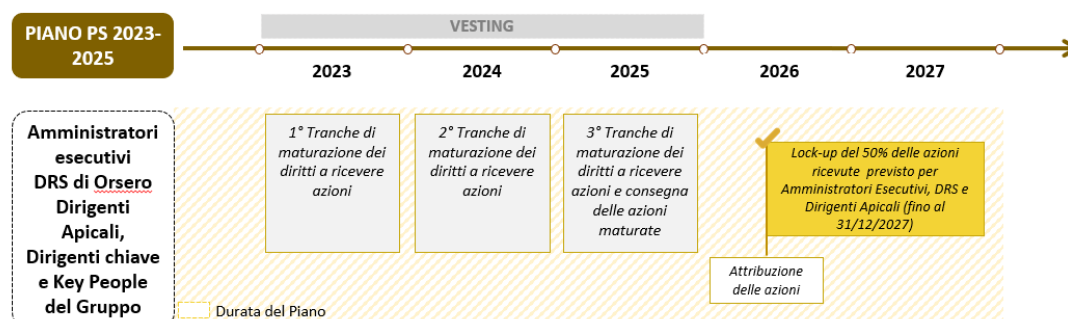 PIANO PS 2023-
2025
VESTING
2023
2024
2025
2026
2027
Amministratori
esecutivi
DRS di Orsero
Dirigenti
Apicali,
Dirigenti chiave
e Key People
del Gruppo
1° Tranche di
maturazione dei
diritti a ricevere
azioni
2° Tranche di
maturazione dei
diritti a ricevere
azioni
3° Tranche di
maturazione dei
diritti a ricevere
azioni e consegna
delle azioni
maturate
Lock-up del 50% delle azioni
ricevute previsto per
Amministratori Esecutivi, DRS e
Dirigenti Apicali (fino al
31/12/2027)
Attribuzione
delle azioni
Durata del Piano